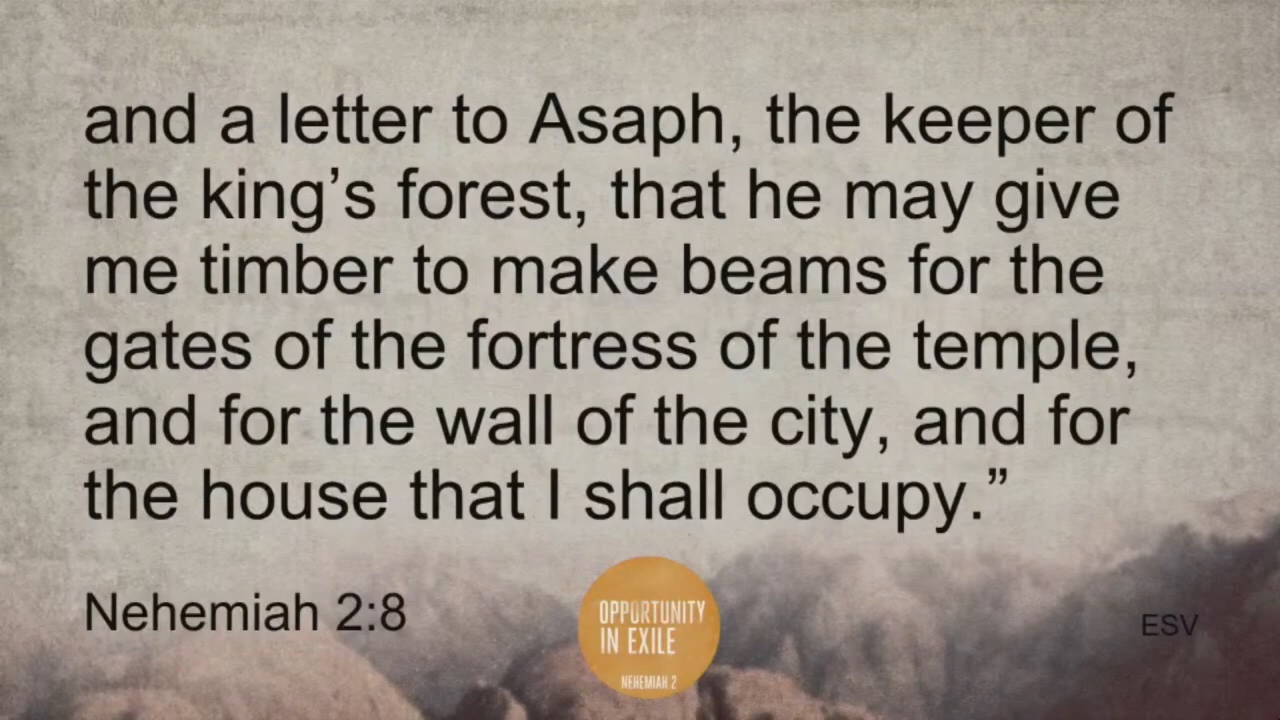 and a letter to Asaph, the keeper of
the king’s forest, that he may give
me timber to make beams for the
gates of the fortress of the temple,
and for the wall of the city, and for
the house that I shall occupy.”
Nehemiah 2:8
OPPORTUNITY
IN EXILE
NEHEMIAH 2
ESV